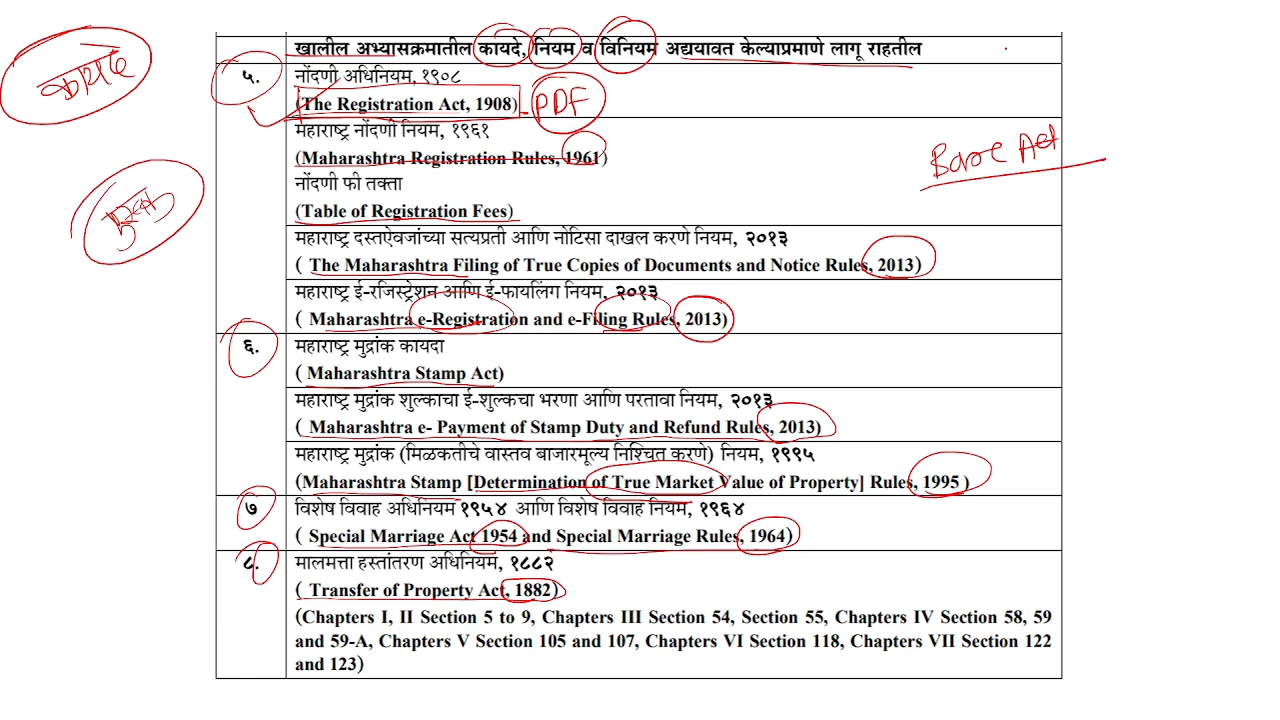 खालील अभ्यासक्रमातील कायदे, नियम व विनियम अद्ययावत केल्याप्रमाणे लागू राहतील
कायदे
५.
नोंदणी अधिनियम, १९०८
(The Registration Act, 1908)
PDF
महाराष्ट्र नोंदणी नियम, १९६१
(Maharashtra Registration Rules, 1961)
Bare Act
नोंदणी फी तक्ता
(Table of Registration Fees)
महाराष्ट्र दस्तऐवजांच्या सत्यप्रती आणि नोटिसा दाखल करणे नियम, २०१३
( The Maharashtra Filing of True Copies of Documents and Notice Rules, 2013)
महाराष्ट्र ई-रजिस्ट्रेशन आणि ई-फायलिंग नियम, २०१३
( Maharashtra e-Registration and e-Filing Rules, 2013)
६.
महाराष्ट्र मुद्रांक कायदा
( Maharashtra Stamp Act)
महाराष्ट्र मुद्रांक शुल्काचा ई-शुल्कचा भरणा आणि परतावा नियम, २०१३
( Maharashtra e- Payment of Stamp Duty and Refund Rules, 2013)
महाराष्ट्र मुद्रांक (मिळकतीचे वास्तव बाजारमूल्य निश्चित करणे) नियम, १९९५
(Maharashtra Stamp [Determination of True Market Value of Property] Rules, 1995 )
७
विशेष विवाह अधिनियम १९५४ आणि विशेष विवाह नियम, १९६४
( Special Marriage Act 1954 and Special Marriage Rules, 1964)
८.
मालमत्ता हस्तांतरण अधिनियम, १८८२
( Transfer of Property Act, 1882)
(Chapters I, II Section 5 to 9, Chapters III Section 54, Section 55, Chapters IV Section 58, 59
and 59-A, Chapters V Section 105 and 107, Chapters VI Section 118, Chapters VII Section 122
and 123)